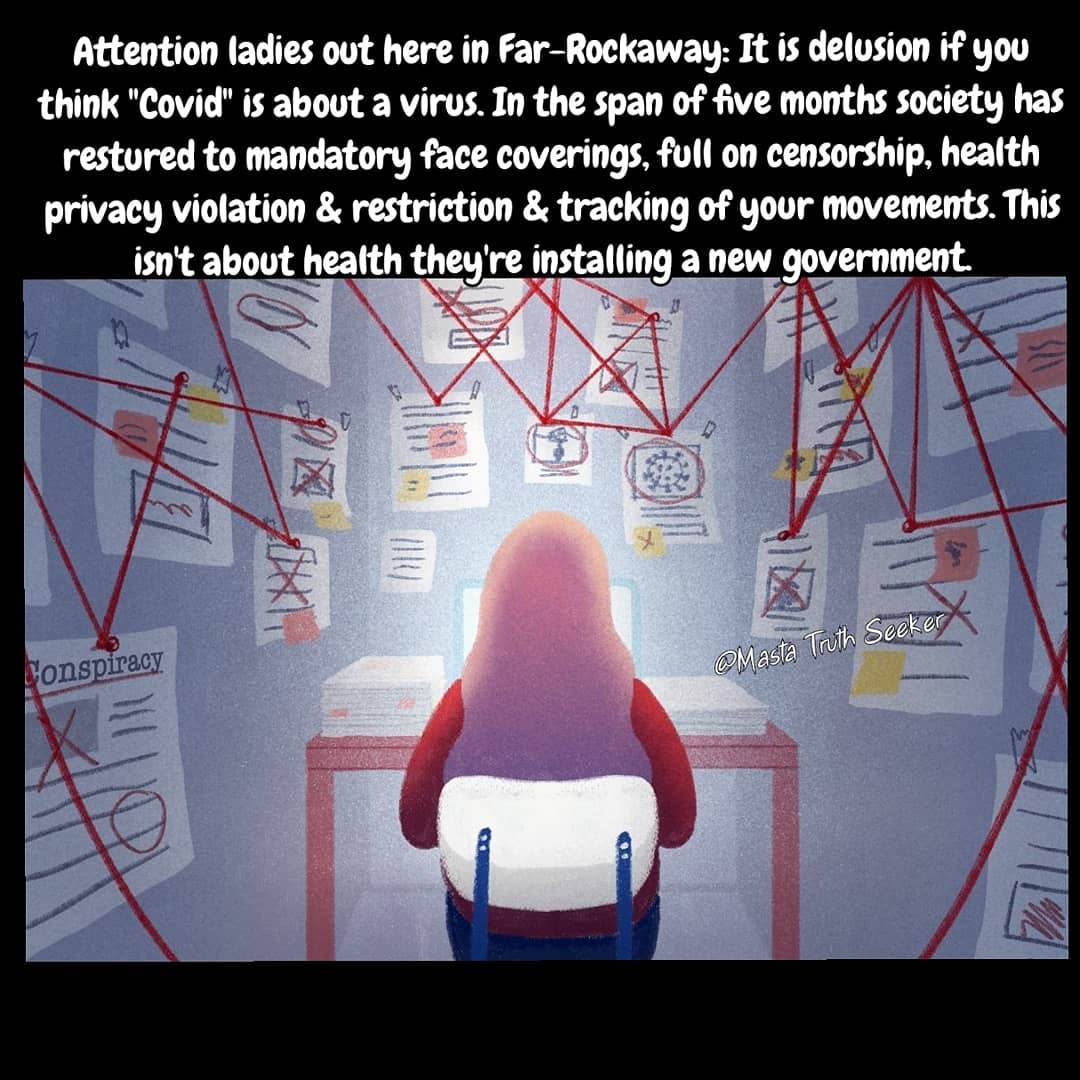 Attention ladies out here in Far-Rockaway: It is delusion if you
think "Covid" is about a virus. In the span of five months society has
restured to mandatory face coverings, full on censorship, health
privacy violation & restriction & tracking of your movements. This
isn't about health they're installing a new government.
@Masta Truth Seeker
Conspiracy